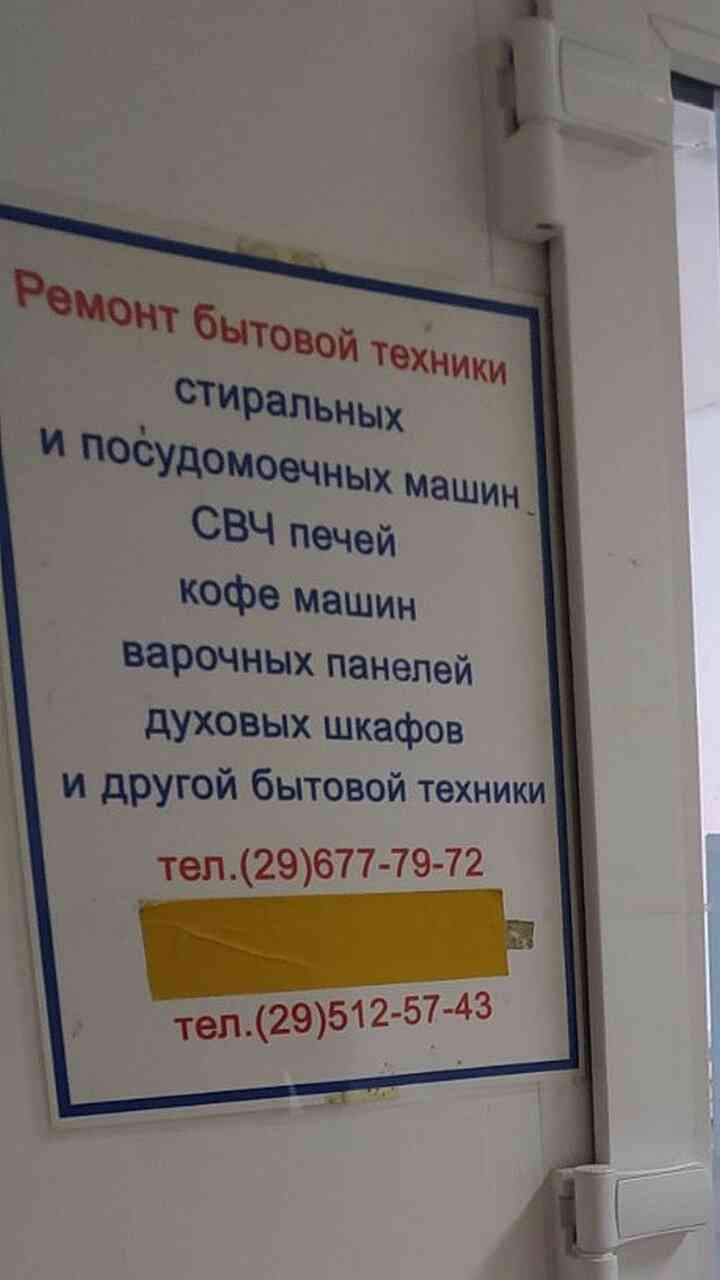 Ремонт бытовой техники
стиральных
и посудомоечных машин
СВЧ печей
кофе машин
варочных панелей
духовых шкафов
и другой бытовой техники
тел.(29)677-79-72
тел.(29)512-57-43